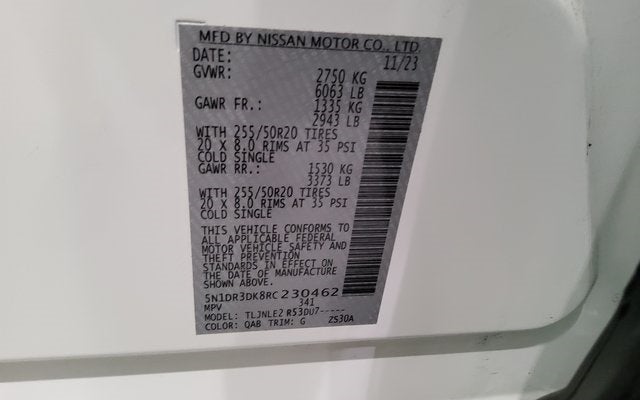 MFD BY NISSAN MOTOR CO., LTD.
DATE: 11/23
GVWR: 2750 KG
6063 LB
GAWR FR.: 1335 KG
2943 LB
WITH 255/50R20 TIRES
20 X 8.0 RIMS AT 35 PSI
COLD SINGLE
GAWR RR.: 1530 KG
3373 LB
WITH 255/50R20 TIRES
20 X 8.0 RIMS AT 35 PSI
COLD SINGLE
THIS VEHICLE CONFORMS TO
ALL APPLICABLE FEDERAL
MOTOR VEHICLE SAFETY AND
THEFT PREVENTION
STANDARDS IN EFFECT ON
THE DATE OF MANUFACTURE
SHOWN ABOVE.
5N1DR3DK8RC230462
MPV 341
MODEL: TLJNLE2 R53DU7-----
COLOR: QAB TRIM: G ZS30A